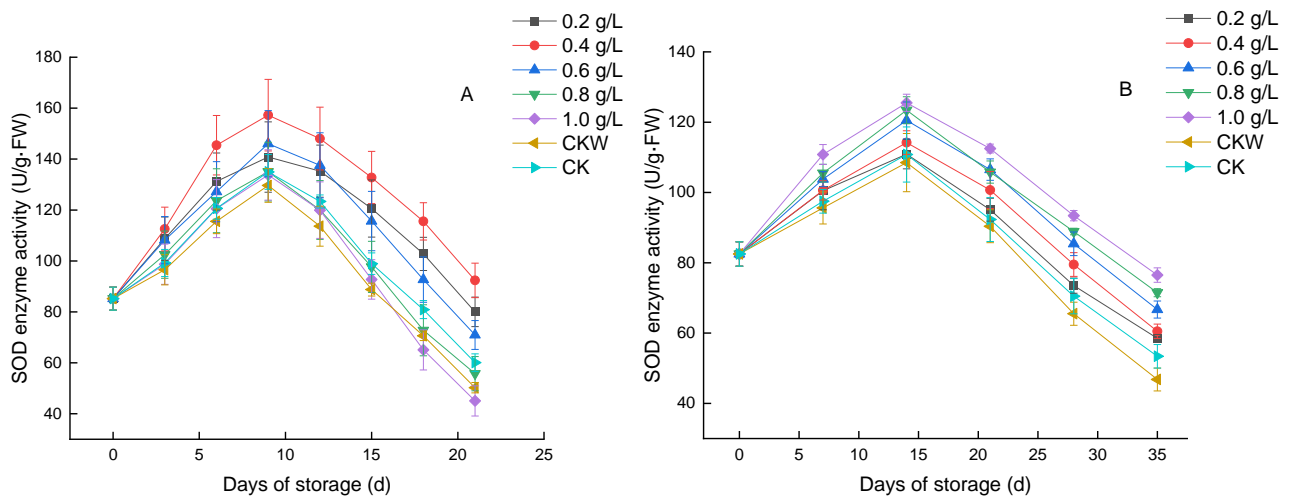 0.2 g/L
0.4 g/L
0.6 g/L
0.8 g/L
1.0 g/L
CKW
CK
A
SOD enzyme activity (U/g·FW)
180
160
140
120
100
80
60
40
0 5 10 15 20 25
Days of storage (d)
0.2 g/L
0.4 g/L
0.6 g/L
0.8 g/L
1.0 g/L
CKW
CK
B
SOD enzyme activity (U/g·FW)
140
120
100
80
60
40
0 5 10 15 20 25 30 35
Days of storage (d)